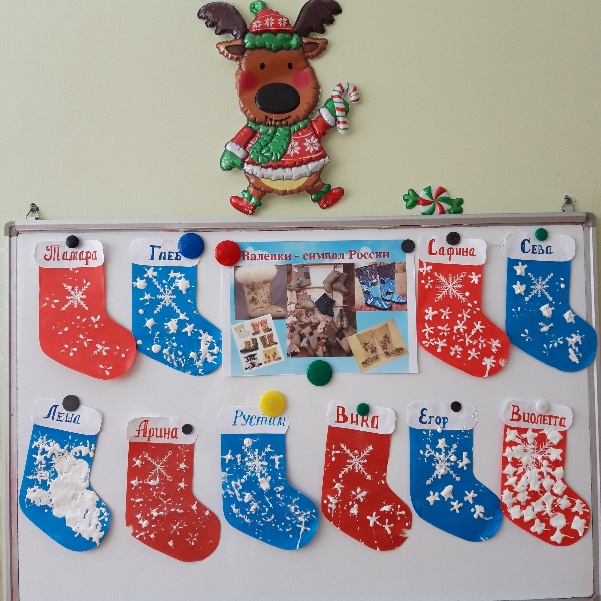 Тамара
Глеб
Валенки - символ России
Сафина
Сева
Леша
Арина
Рустам
Вика
Егор
Виолетта